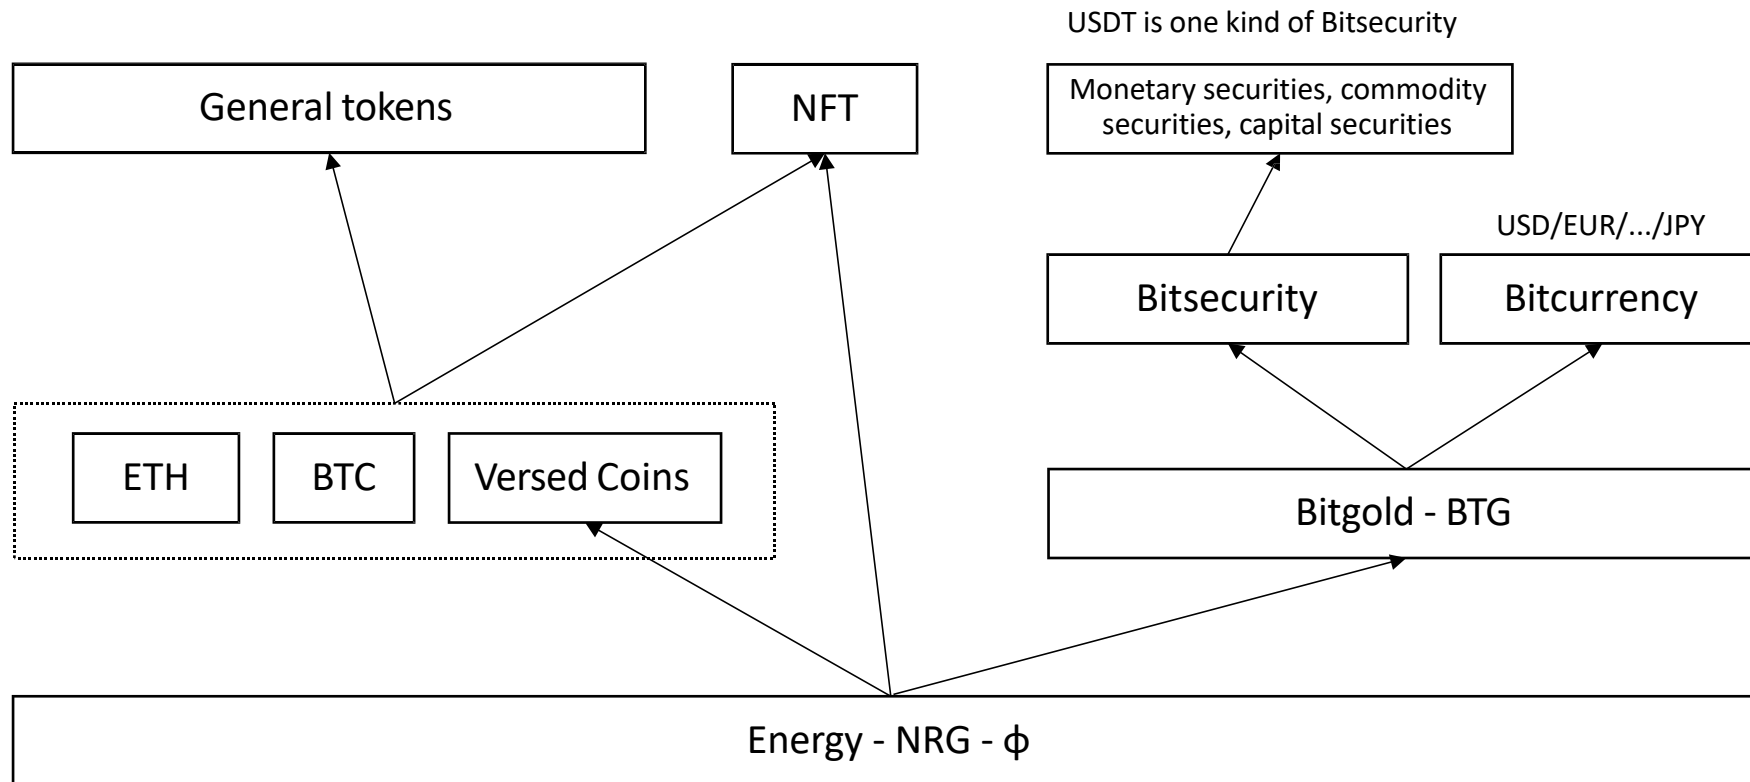 USDT is one kind of Bitsecurity
General tokens
NFT
Monetary securities, commodity
securities, capital securities
USD/EUR/.../JPY
Bitsecurity
Bitcurrency
ETH
BTC
Versed Coins
Bitgold - BTG
Energy - NRG - ϕ